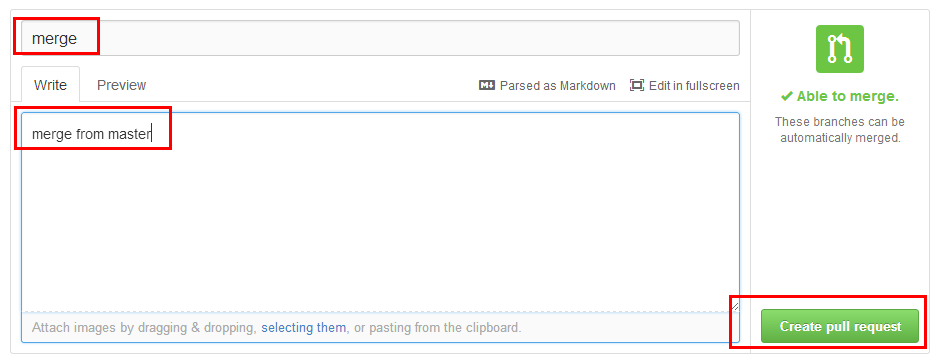 merge
Write Preview Parsed as Markdown Edit in fullscreen
merge from master
Attach images by dragging & dropping, selecting them, or pasting from the clipboard.
Able to merge.
These branches can be
automatically merged.
Create pull request